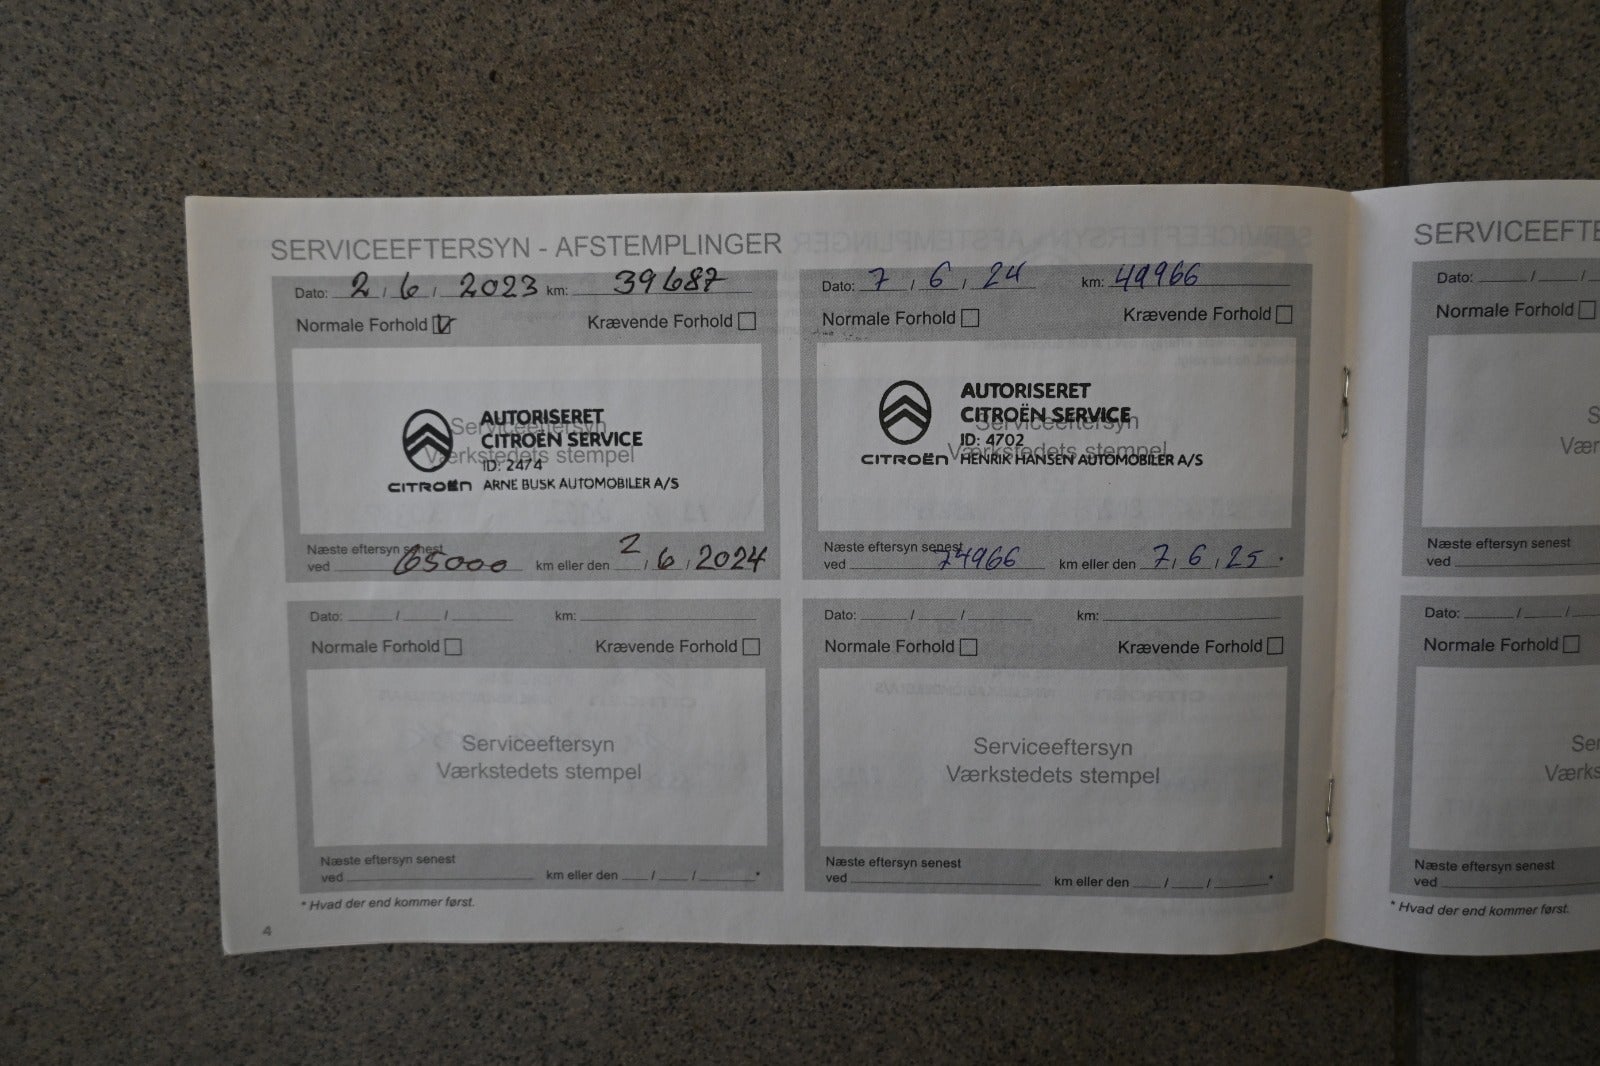 SERVICEEFTERSYN - AFSTEMPLINGER
Dato: 2 / 6 / 2023 km: 39687
Normale Forhold Krævende Forhold
Serviceeftersyn
Værkstedets stempel
AUTORISERET
CITROËN SERVICE
ID: 2474
CITROËN ARNE BUSK AUTOMOBILER A/S
Næste eftersyn senest
ved 65000 km eller den 2 / 6 / 2024
Dato: 7 / 6 / 24 km: 49966
Normale Forhold Krævende Forhold
Serviceeftersyn
Værkstedets stempel
AUTORISERET
CITROËN SERVICE
ID: 4702
CITROËN HENRIK HANSEN AUTOMOBILER A/S
Næste eftersyn senest
ved 74966 km eller den 7 / 6 / 25 .
Dato: / / km:
Normale Forhold Krævende Forhold
Serviceeftersyn
Værkstedets stempel
Næste eftersyn senest
ved km eller den / / *
Dato: / / km:
Normale Forhold Krævende Forhold
Serviceeftersyn
Værkstedets stempel
Næste eftersyn senest
ved km eller den / / *
* Hvad der end kommer først.
4
SERVICEEFTE
Dato: / /
Normale Forhold
S
Vær
Næste eftersyn senest
ved
Dato: / /
Normale Forhold
Ser
Værks
Næste eftersyn senest
ved
* Hvad der end kommer først.